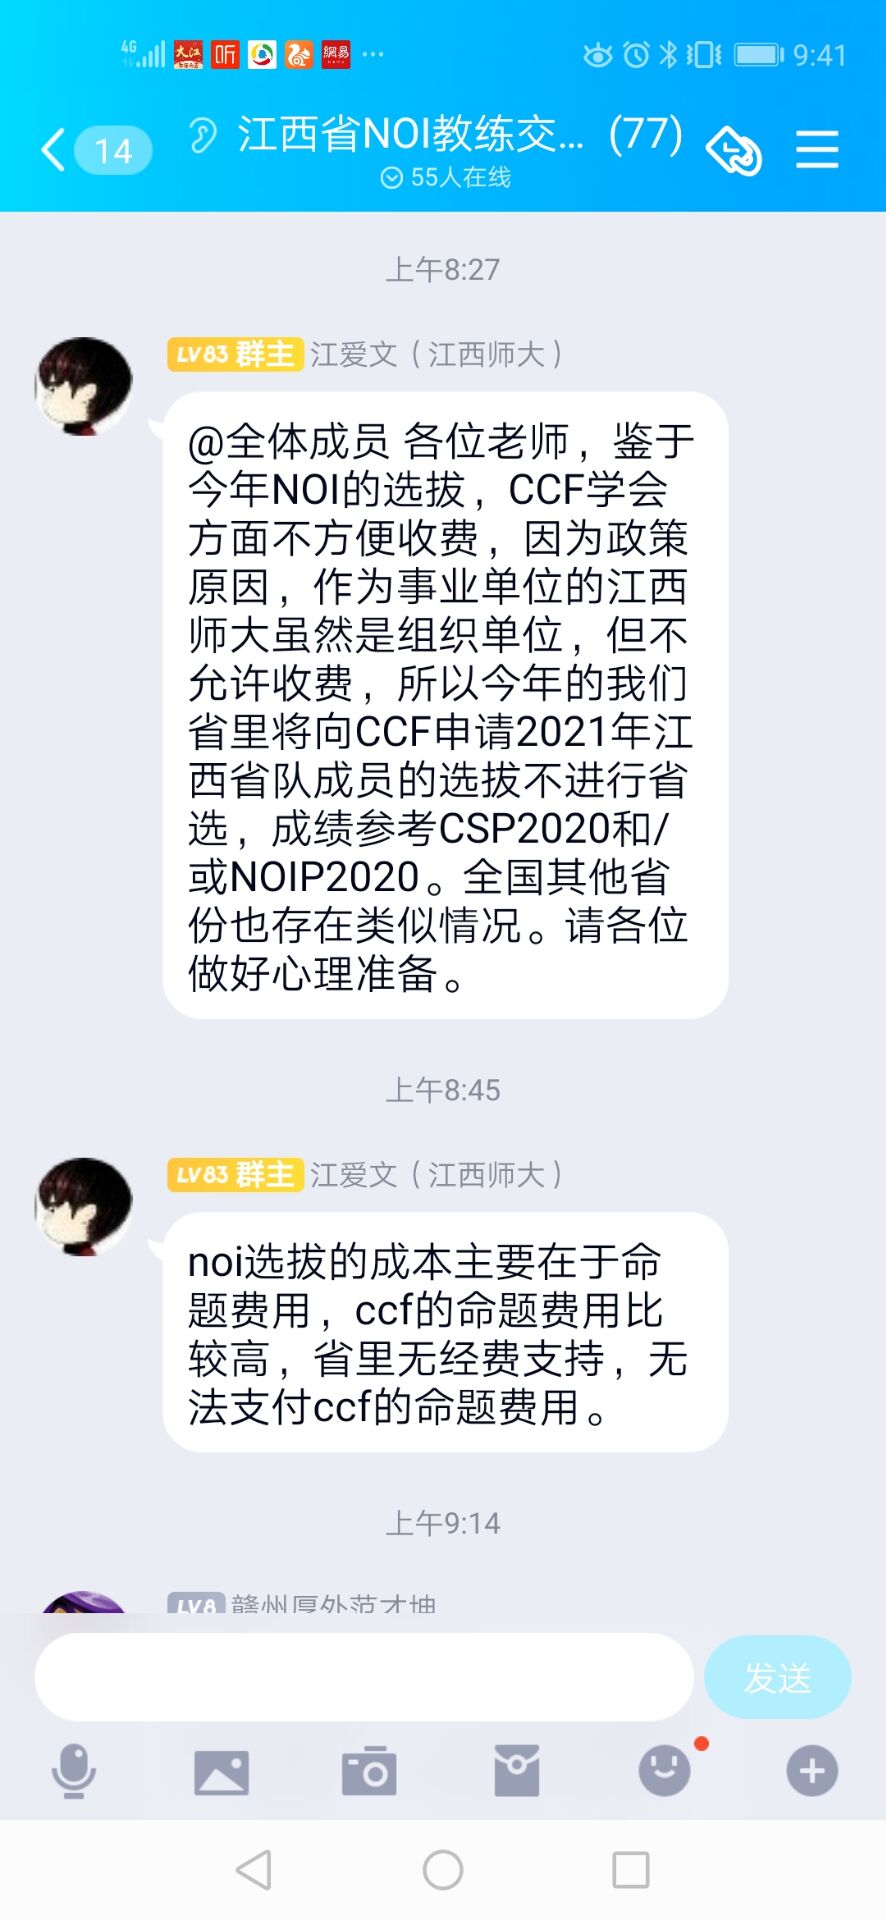 4G 大江 听 網易 ... 9:41
14 江西省NOI教练交... (77)
55人在线
上午8:27
LV83 群主 江爱文（江西师大）
@全体成员 各位老师，鉴于
今年NOI的选拔，CCF学会
方面不方便收费，因为政策
原因，作为事业单位的江西
师大虽然是组织单位，但不
允许收费，所以今年的我们
省里将向CCF申请2021年江
西省队成员的选拔不进行省
选，成绩参考CSP2020和/
或NOIP2020。全国其他省
份也存在类似情况。请各位
做好心理准备。
上午8:45
LV83 群主 江爱文（江西师大）
noi选拔的成本主要在于命
题费用，ccf的命题费用比
较高，省里无经费支持，无
法支付ccf的命题费用。
上午9:14
LV8 赣州厚外范才坤
发送